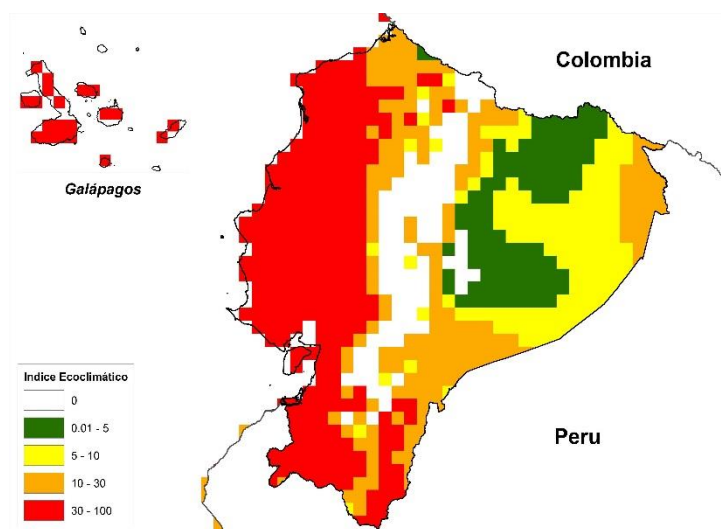 Colombia
Galápagos
Indice Ecoclimático
0
0.01 - 5
5 - 10
10 - 30
30 - 100
Peru